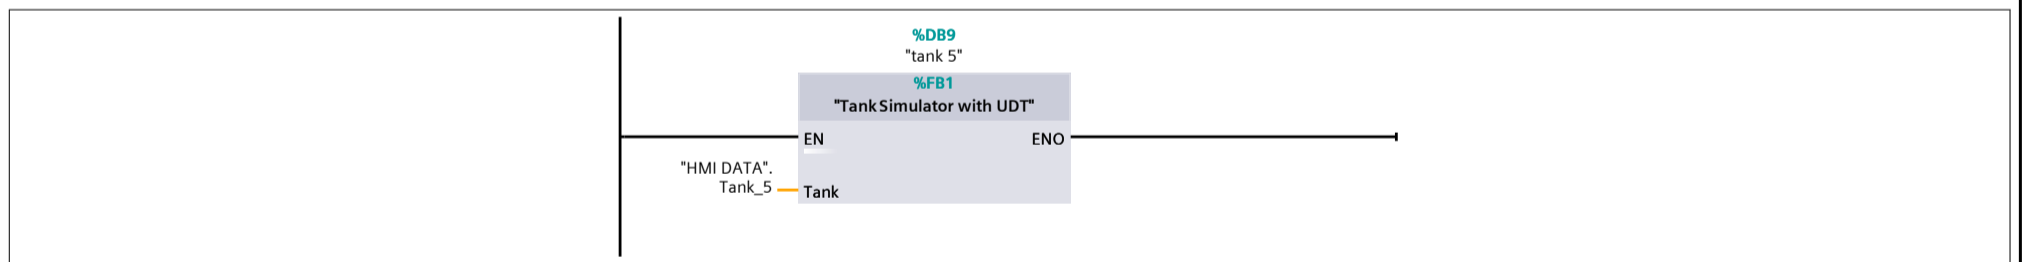 %DB9
"tank 5"
%FB1
"Tank Simulator with UDT"
EN
ENO
"HMI DATA".
Tank_5
Tank